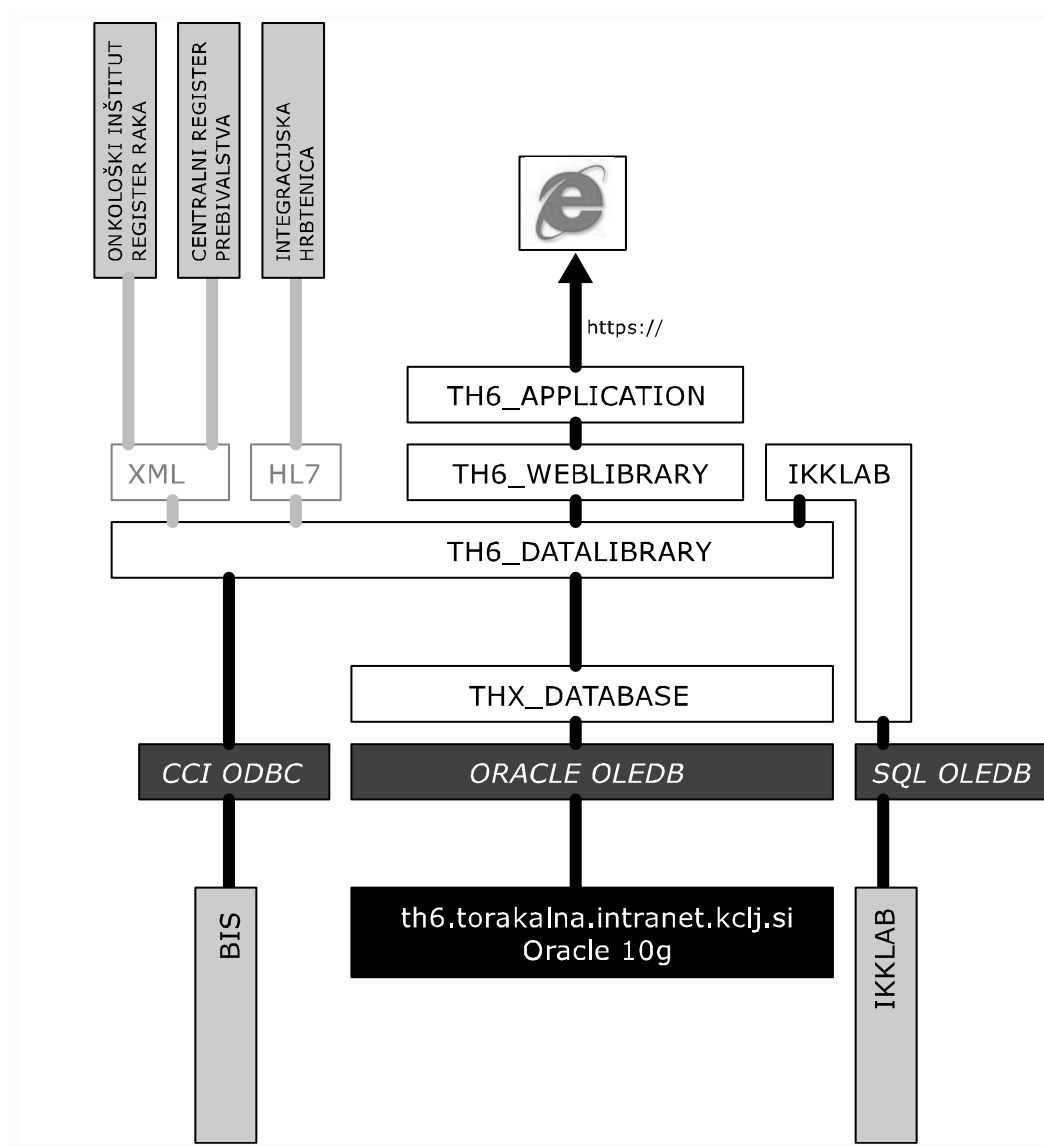 ONKOLOŠKI INŠTITUT
REGISTER RAKA
CENTRALNI REGISTER
PREBIVALSTVA
INTEGRACIJSKA
HRBTENICA
https://
TH6_APPLICATION
XML
HL7
TH6_WEBLIBRARY
IKKLAB
TH6_DATALIBRARY
THX_DATABASE
CCI ODBC
ORACLE OLEDB
SQL OLEDB
BIS
th6.torakalna.intranet.kclj.si
Oracle 10g
IKKLAB